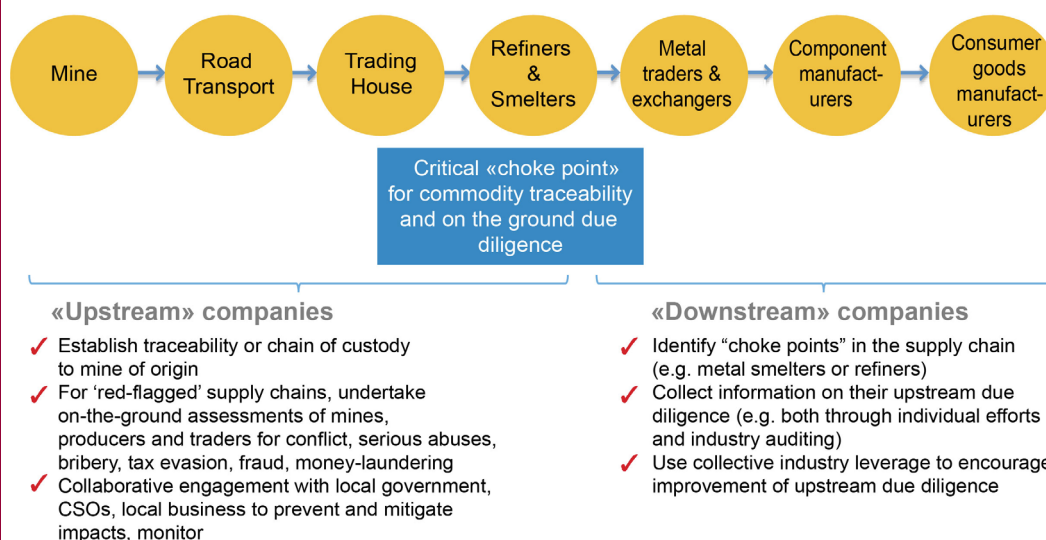 Mine
Road
Transport
Trading
House
Refiners
&
Smelters
Metal
traders &
exchangers
Component
manufact-
urers
Consumer
goods
manufact-
urers
Critical «choke point»
for commodity traceability
and on the ground due
diligence
«Upstream» companies
✓ Establish traceability or chain of custody
to mine of origin
✓ For ‘red-flagged’ supply chains, undertake
on-the-ground assessments of mines,
producers and traders for conflict, serious abuses,
bribery, tax evasion, fraud, money-laundering
✓ Collaborative engagement with local government,
CSOs, local business to prevent and mitigate
impacts, monitor
«Downstream» companies
✓ Identify “choke points” in the supply chain
(e.g. metal smelters or refiners)
✓ Collect information on their upstream due
diligence (e.g. both through individual efforts
and industry auditing)
✓ Use collective industry leverage to encourage
improvement of upstream due diligence